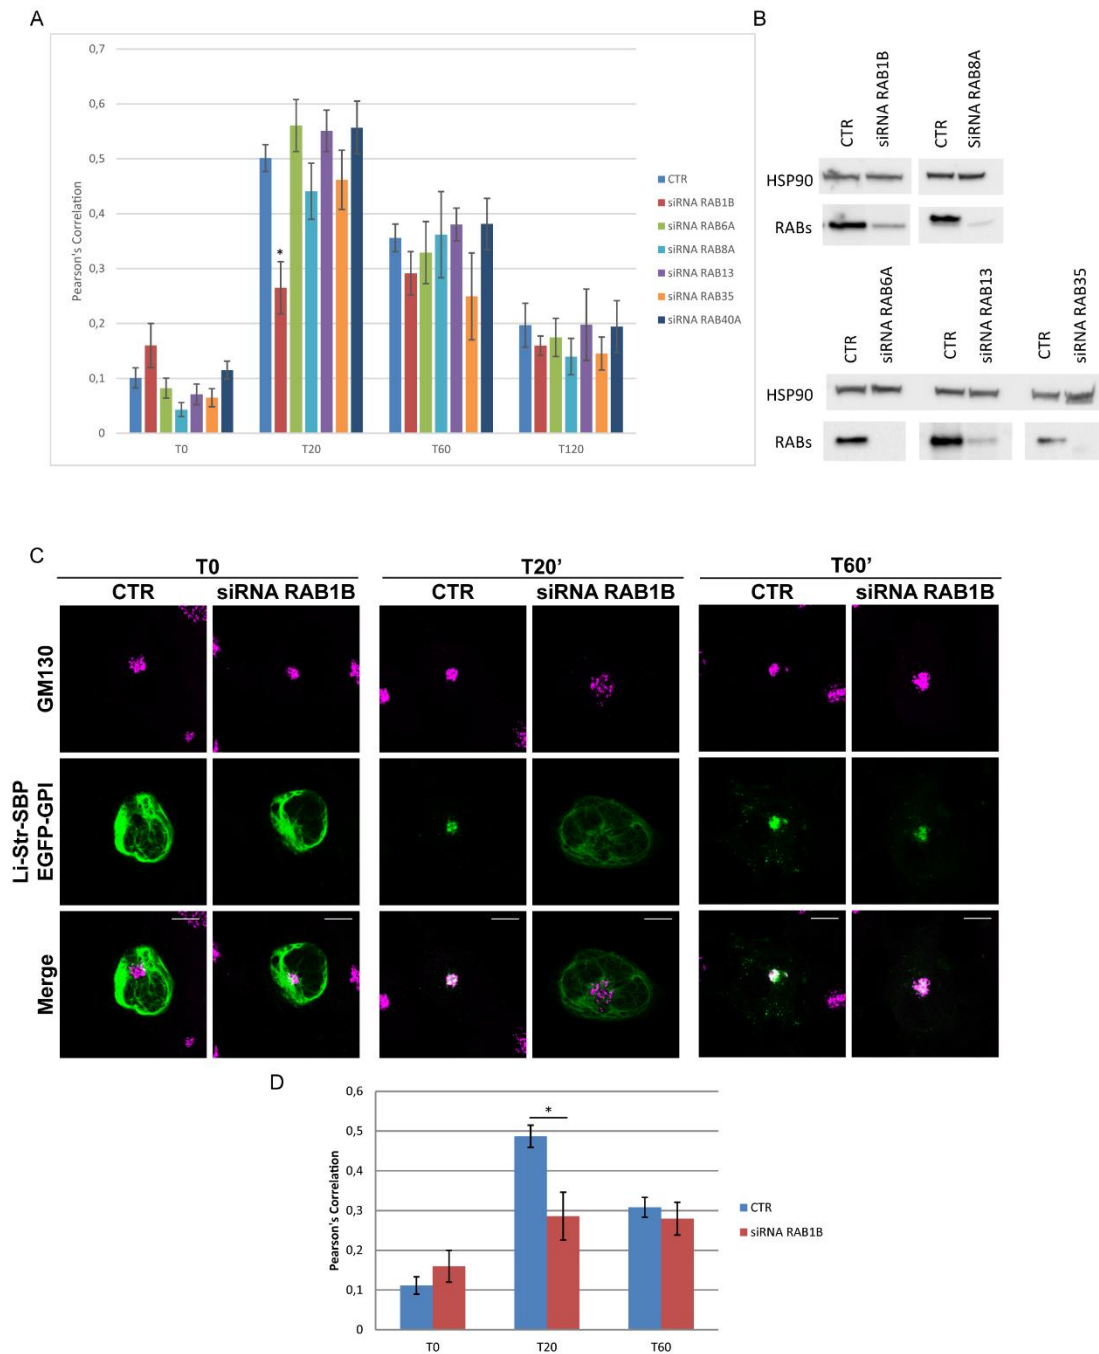 A
0,7
0,6
0,5
0,4
0,3
0,2
0,1
0
Pearson's Correlation
*
T0
T20
T60
T120
CTR
siRNA RAB1B
siRNA RAB6A
siRNA RAB8A
siRNA RAB13
siRNA RAB35
siRNA RAB40A
B
CTR
siRNA RAB1B
CTR
siRNA RAB8A
HSP90
RABs
CTR
siRNA RAB6A
CTR
siRNA RAB13
CTR
siRNA RAB35
HSP90
RABs
C
T0
T20'
T60'
CTR
siRNA RAB1B
CTR
siRNA RAB1B
CTR
siRNA RAB1B
GM130
Li-Str-SBP
EGFP-GPI
Merge
D
0,6
0,5
0,4
0,3
0,2
0,1
0
Pearson's Correlation
*
T0
T20
T60
CTR
siRNA RAB1B